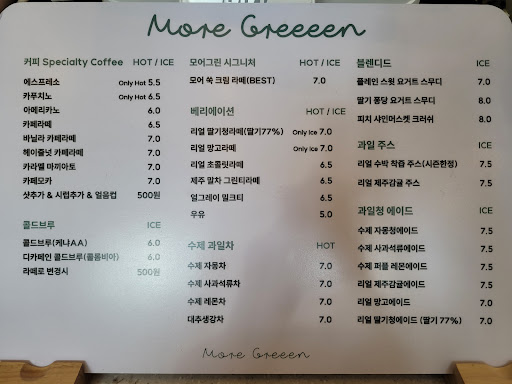 More Greeeen
커피 Specialty Coffee HOT / ICE
에스프레소 Only Hot 5.5
카푸치노 Only Hot 6.5
아메리카노 6.0
카페라떼 6.5
바닐라 카페라떼 7.0
헤이즐넛 카페라떼 7.0
카라멜 마끼아또 7.0
카페모카 7.0
샷추가 & 시럽추가 & 얼음컵 500원
콜드브루 ICE
콜드브루(케냐AA) 6.0
디카페인 콜드브루(콜롬비아) 6.0
라떼로 변경시 500원
모어그린 시그니처 HOT / ICE
모어 쑥 크림 라떼(BEST) 7.0
베리에이션 HOT / ICE
리얼 딸기청라떼(딸기77%) Only Ice 7.0
리얼 망고라떼 Only Ice 7.0
리얼 초콜릿라떼 6.5
제주 말차 그린티라떼 6.5
얼그레이 밀크티 6.5
우유 5.0
수제 과일차 HOT
수제 자몽차 7.0
수제 사과석류차 7.0
수제 레몬차 7.0
대추생강차 7.0
블렌디드 ICE
플레인 스윗 요거트 스무디 7.0
딸기 퐁당 요거트 스무디 8.0
피치 샤인머스켓 크러쉬 8.0
과일 주스 ICE
리얼 수박 착즙 주스(시즌한정) 7.5
리얼 제주감귤 주스 7.5
과일청 에이드 ICE
수제 자몽청에이드 7.5
수제 사과석류에이드 7.5
수제 퍼플 레몬에이드 7.5
리얼 제주감귤에이드 7.5
리얼 망고에이드 7.0
리얼 딸기청에이드 (딸기 77%) 7.0
More Greeen